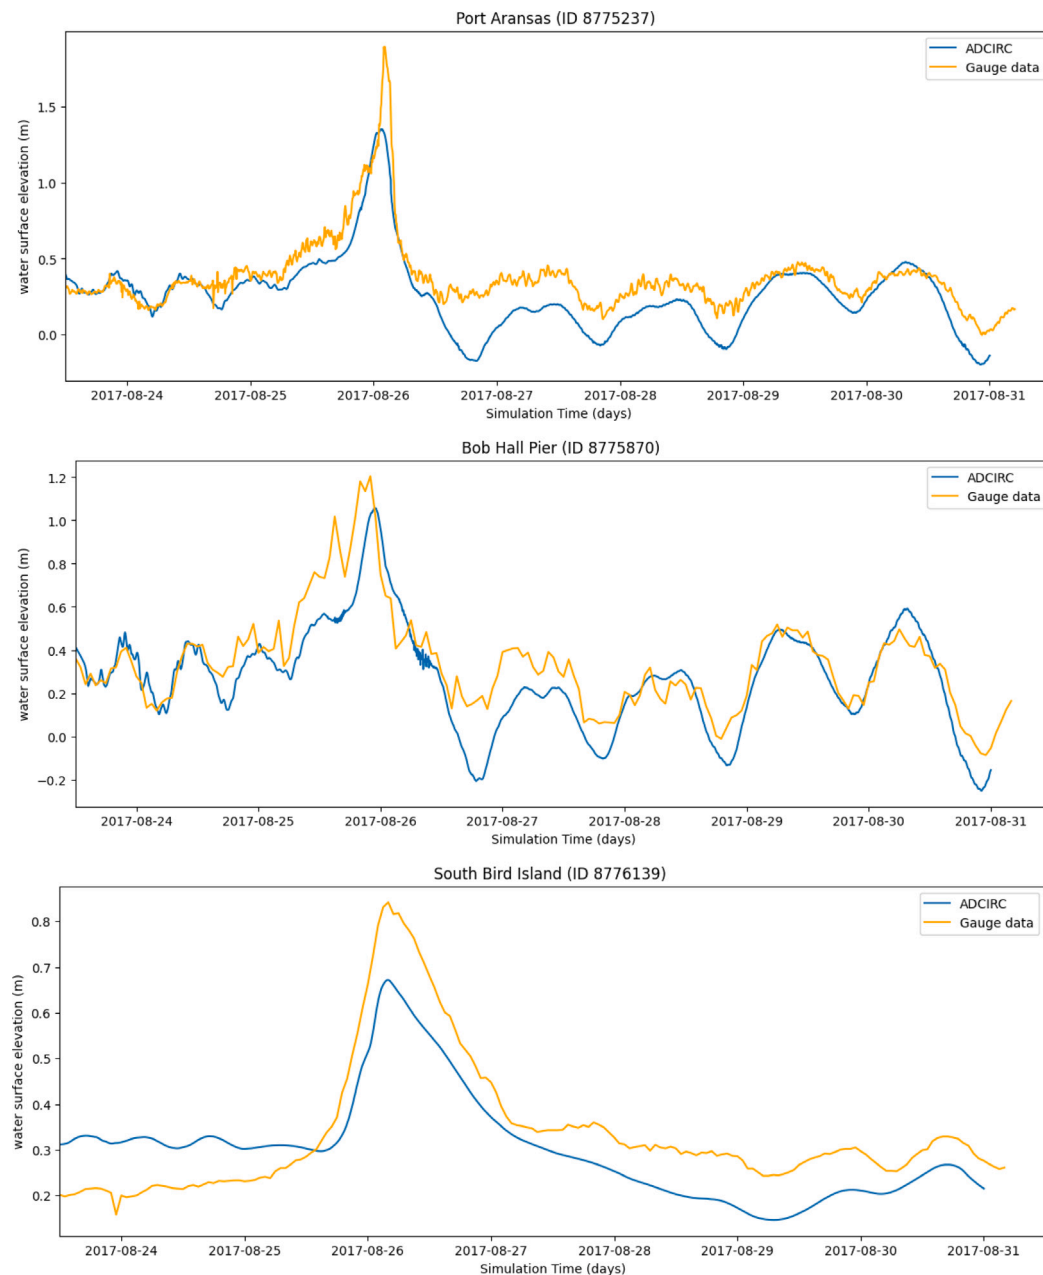 Port Aransas (ID 8775237)
ADCIRC
Gauge data
water surface elevation (m)
1.5
1.0
0.5
0.0
2017-08-24 2017-08-25 2017-08-26 2017-08-27 2017-08-28 2017-08-29 2017-08-30 2017-08-31
Simulation Time (days)
Bob Hall Pier (ID 8775870)
ADCIRC
Gauge data
water surface elevation (m)
1.2
1.0
0.8
0.6
0.4
0.2
0.0
−0.2
2017-08-24 2017-08-25 2017-08-26 2017-08-27 2017-08-28 2017-08-29 2017-08-30 2017-08-31
Simulation Time (days)
South Bird Island (ID 8776139)
ADCIRC
Gauge data
water surface elevation (m)
0.8
0.7
0.6
0.5
0.4
0.3
0.2
2017-08-24 2017-08-25 2017-08-26 2017-08-27 2017-08-28 2017-08-29 2017-08-30 2017-08-31
Simulation Time (days)